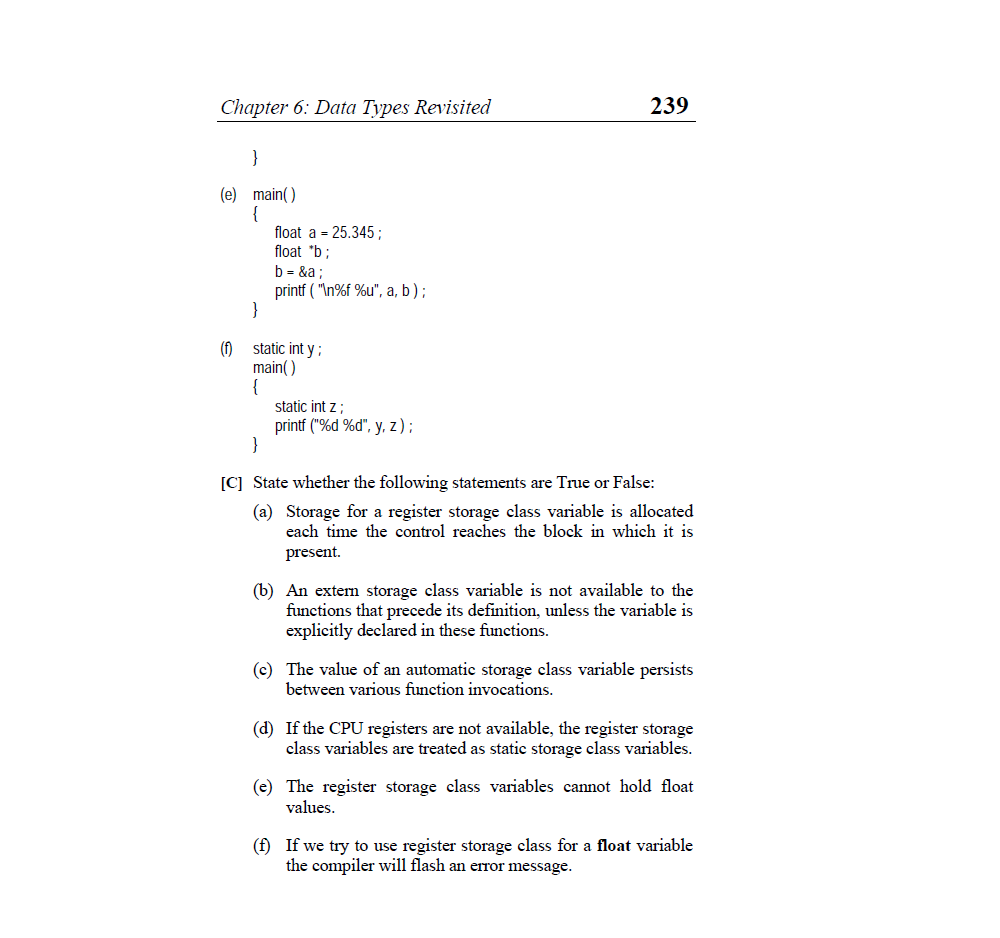 Chapter 6: Data Types Revisited 239
}
(e) main( )
{
float a = 25.345 ;
float *b ;
b = &a ;
printf ( "\n%f %u", a, b ) ;
}
(f) static int y ;
main( )
{
static int z ;
printf ("%d %d", y, z ) ;
}
[C] State whether the following statements are True or False:
(a) Storage for a register storage class variable is allocated
each time the control reaches the block in which it is
present.
(b) An extern storage class variable is not available to the
functions that precede its definition, unless the variable is
explicitly declared in these functions.
(c) The value of an automatic storage class variable persists
between various function invocations.
(d) If the CPU registers are not available, the register storage
class variables are treated as static storage class variables.
(e) The register storage class variables cannot hold float
values.
(f) If we try to use register storage class for a float variable
the compiler will flash an error message.